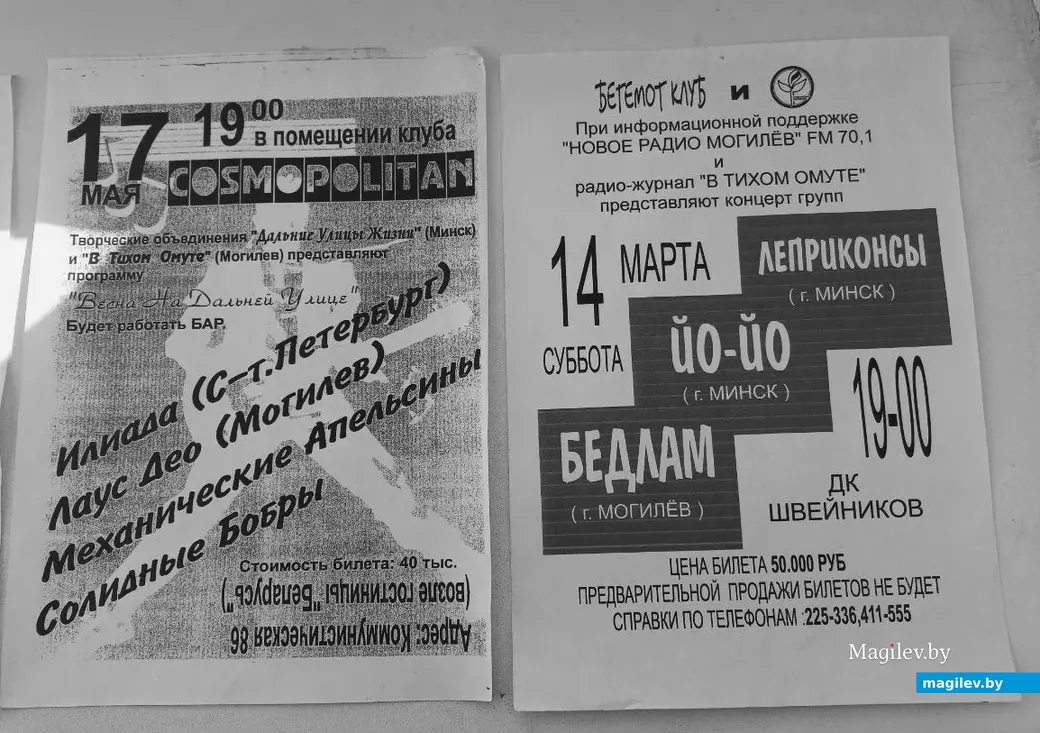 17
МАЯ
19 00
в помещении клуба
COSMOPOLITAN
Творческие объединения "Дальние Улицы Жизни" (Минск)
и "В Тихом Омуте" (Могилев) представляют
программу
"Весна На Дальней Улице"
Будет работать БАР.
Илиада (С-т.Петербург)
Лаус Део (Могилев)
Механические Апельсины
Солидные Бобры
Стоимость билета: 40 тыс.
Адрес: Коммунистическая 86
(возле гостиницы "Беларусь")
БЕГЕМОТ КЛУБ и
При информационной поддержке
"НОВОЕ РАДИО МОГИЛЁВ" FM 70,1
и
радио-журнал "В ТИХОМ ОМУТЕ"
представляют концерт групп
14 МАРТА
СУББОТА
ЛЕПРИКОНСЫ
( г. МИНСК )
ЙО-ЙО
( г. МИНСК )
БЕДЛАМ
( г. МОГИЛЁВ )
19-00
ДК
ШВЕЙНИКОВ
ЦЕНА БИЛЕТА 50.000 РУБ
ПРЕДВАРИТЕЛЬНОЙ ПРОДАЖИ БИЛЕТОВ НЕ БУДЕТ
СПРАВКИ ПО ТЕЛЕФОНАМ :225-336,411-555
Magilev.by
magilev.by